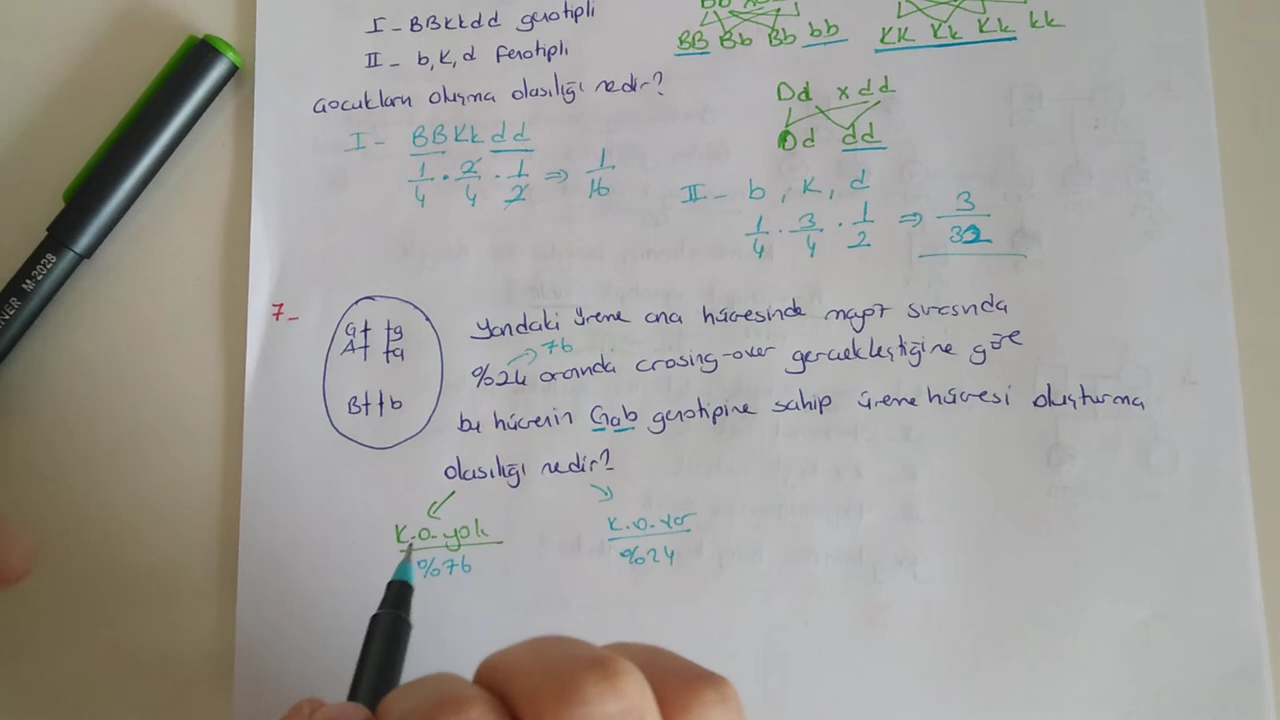 I - BBKkdd genotipli
II - b, K, d fenotipli
çocukların oluşma olasılığı nedir?
BB Bb Bb bb
KK Kk Kk kk
Dd x dd
Dd dd
I - BBKkdd
1/4 . 2/4 . 1/2 ⇒ 1/16
II - b, K, d
1/4 . 3/4 . 1/2 ⇒ 3/32
7-
G g
A a
B b
Yandaki üreme ana hücresinde mayoz sırasında
76
%24 oranında crosing-over gerçekleştiğine göre
bu hücrenin Gab genotipine sahip üreme hücresi oluşturma
olasılığı nedir?
K.O. yok
%76
K.O. var
%24
M-2028